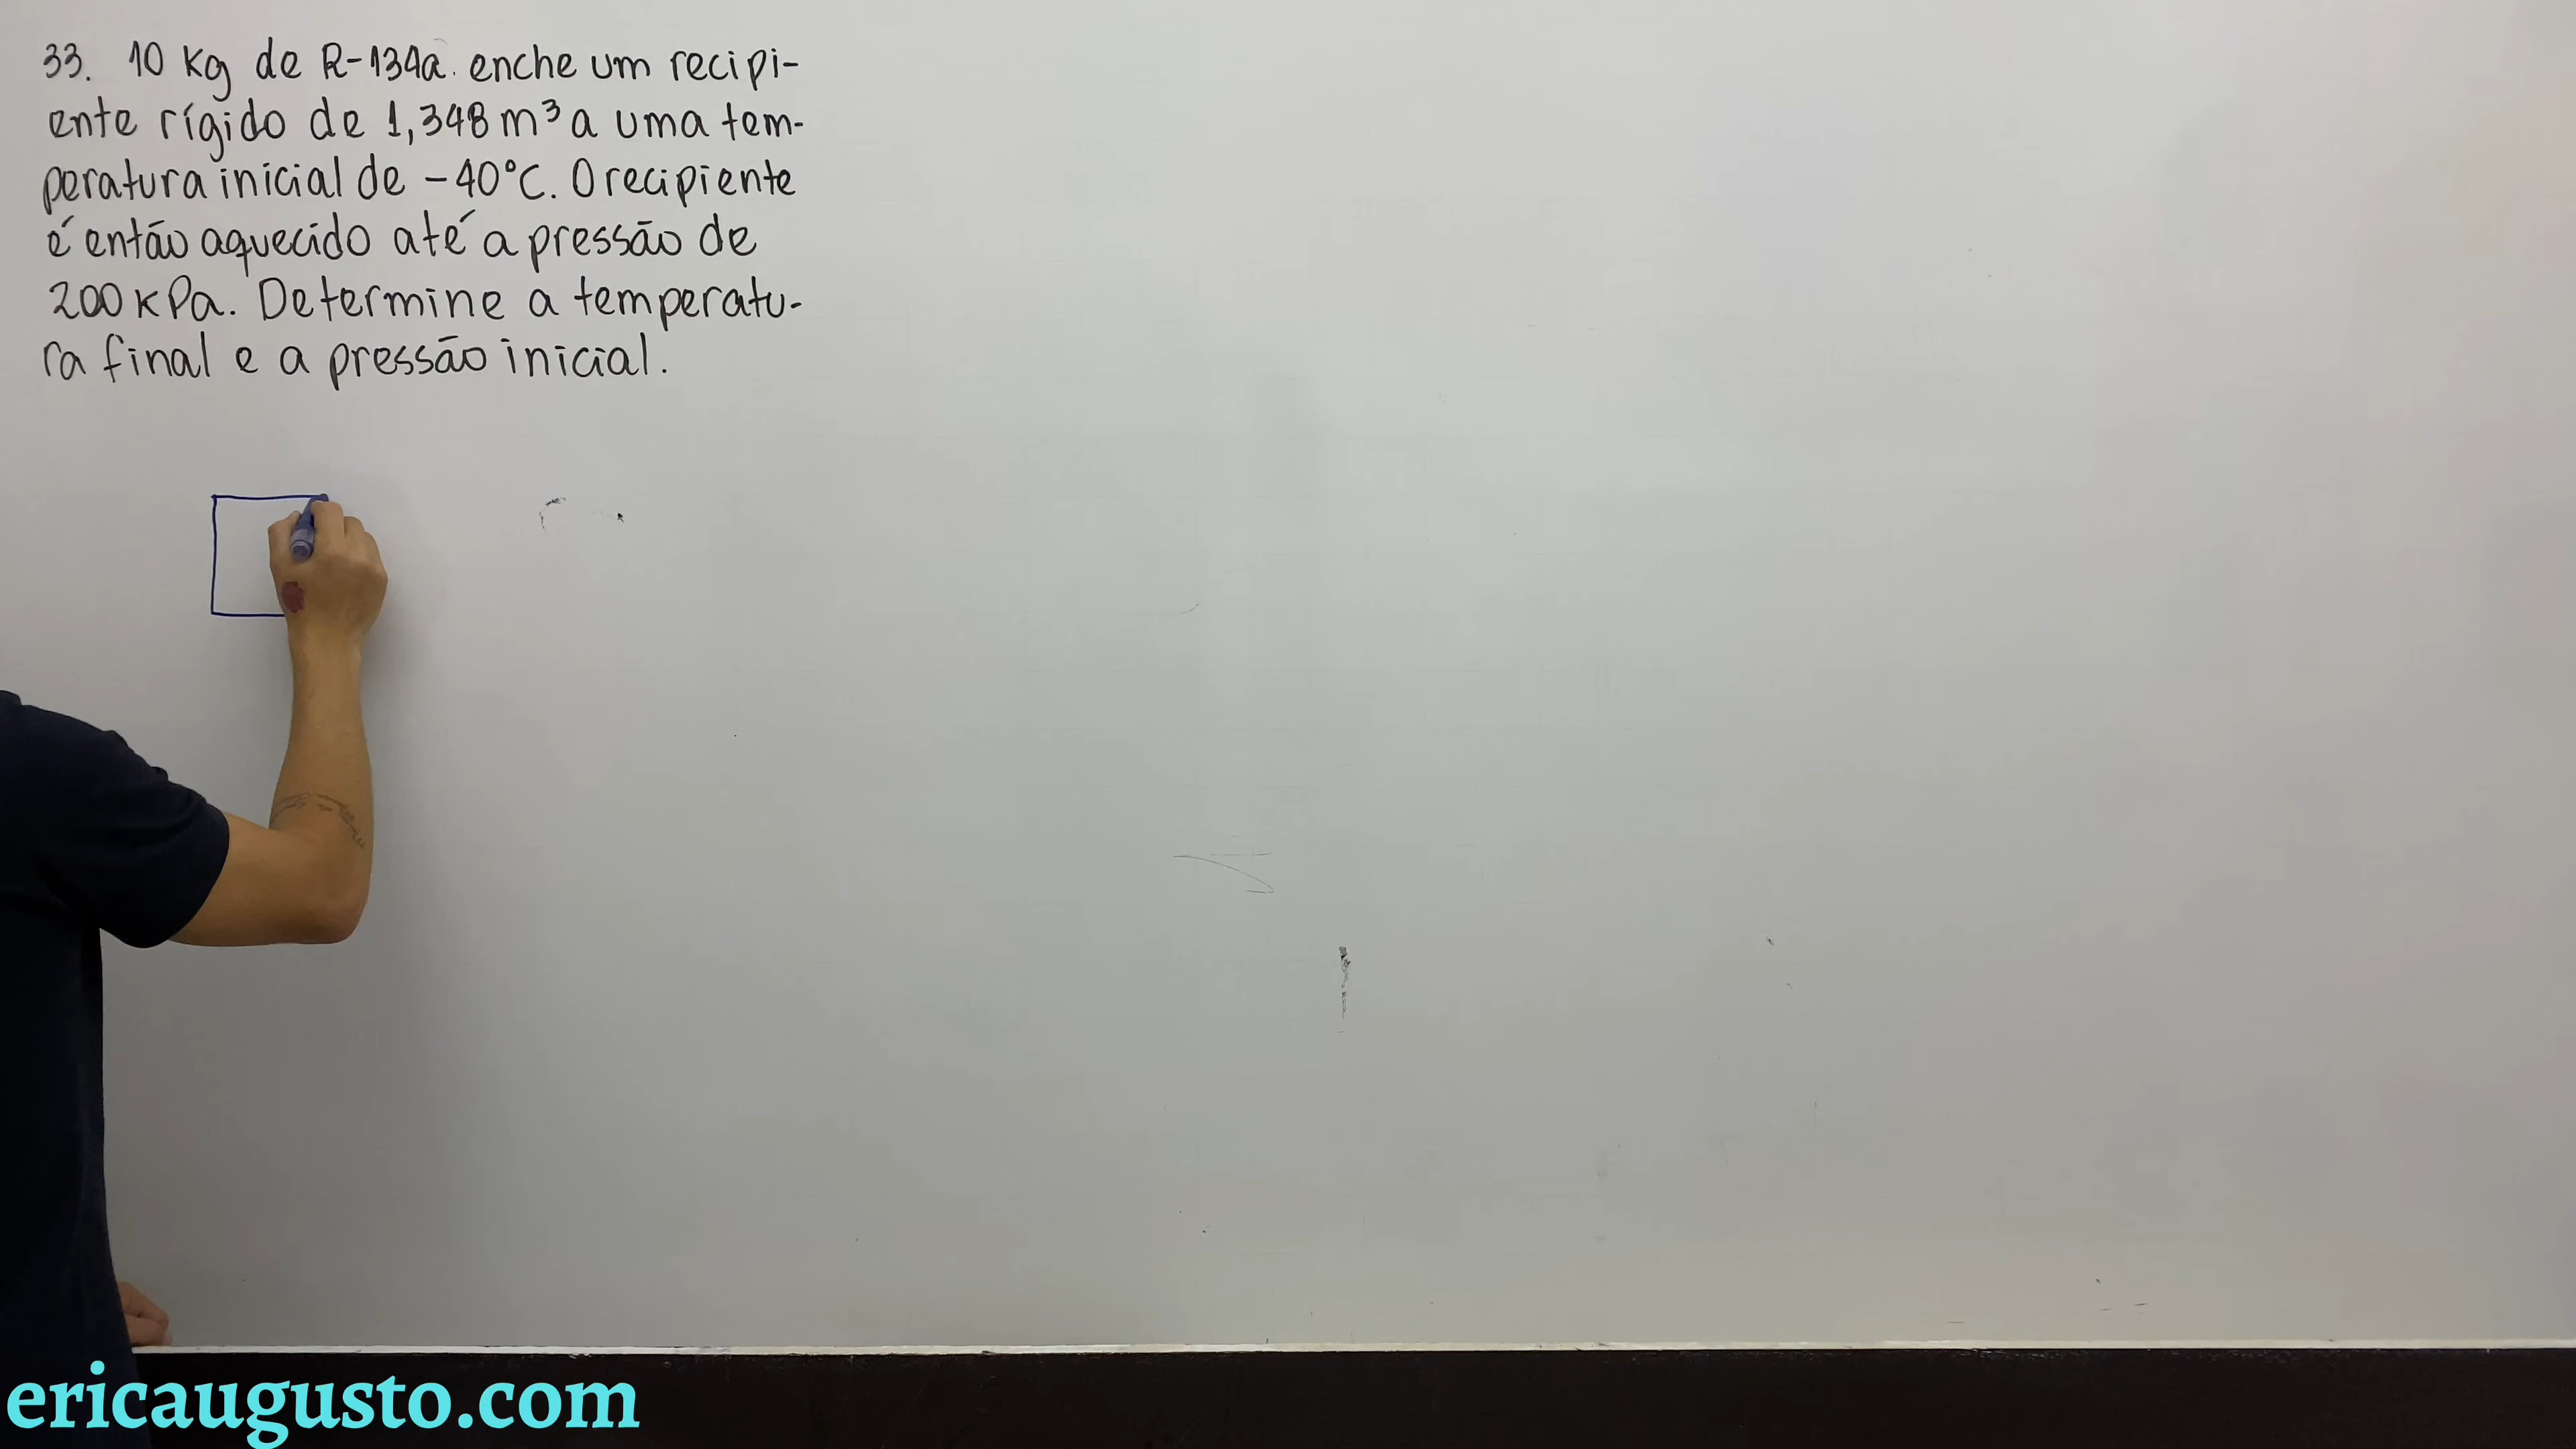 33. 10 kg de R-134a. enche um recipi-
ente rígido de 1,348 m³ a uma tem-
peratura inicial de -40°C. O recipiente
é então aquecido até a pressão de
200 kPa. Determine a temperatu-
ra final e a pressão inicial.
ericaugusto.com